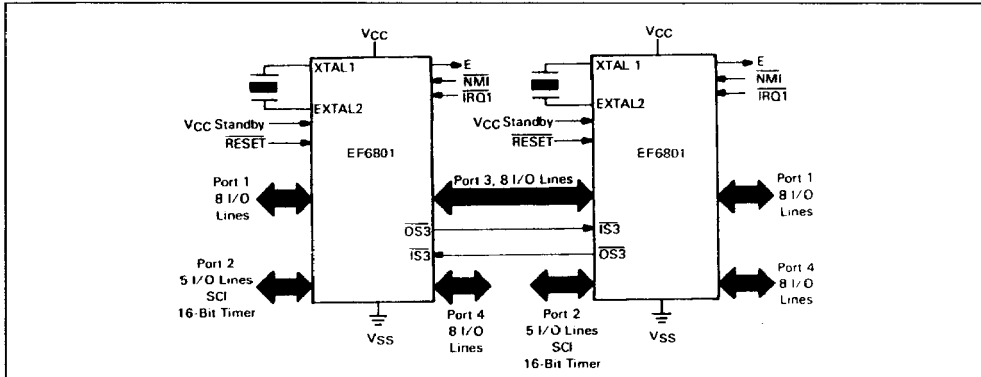 VCC
XTAL1
EXTAL2
E
NMI
IRQ1
VCC Standby
RESET
EF6801
Port 1
8 I/O
Lines
Port 2
5 I/O Lines
SCI
16-Bit Timer
Port 3, 8 I/O Lines
OS3
IS3
IS3
OS3
Port 4
8 I/O
Lines
VSS
VCC
XTAL 1
EXTAL2
E
NMI
IRQ1
VCC Standby
RESET
EF6801
Port 1
8 I/O
Lines
Port 2
5 I/O Lines
SCI
16-Bit Timer
Port 4
8 I/O
Lines
VSS